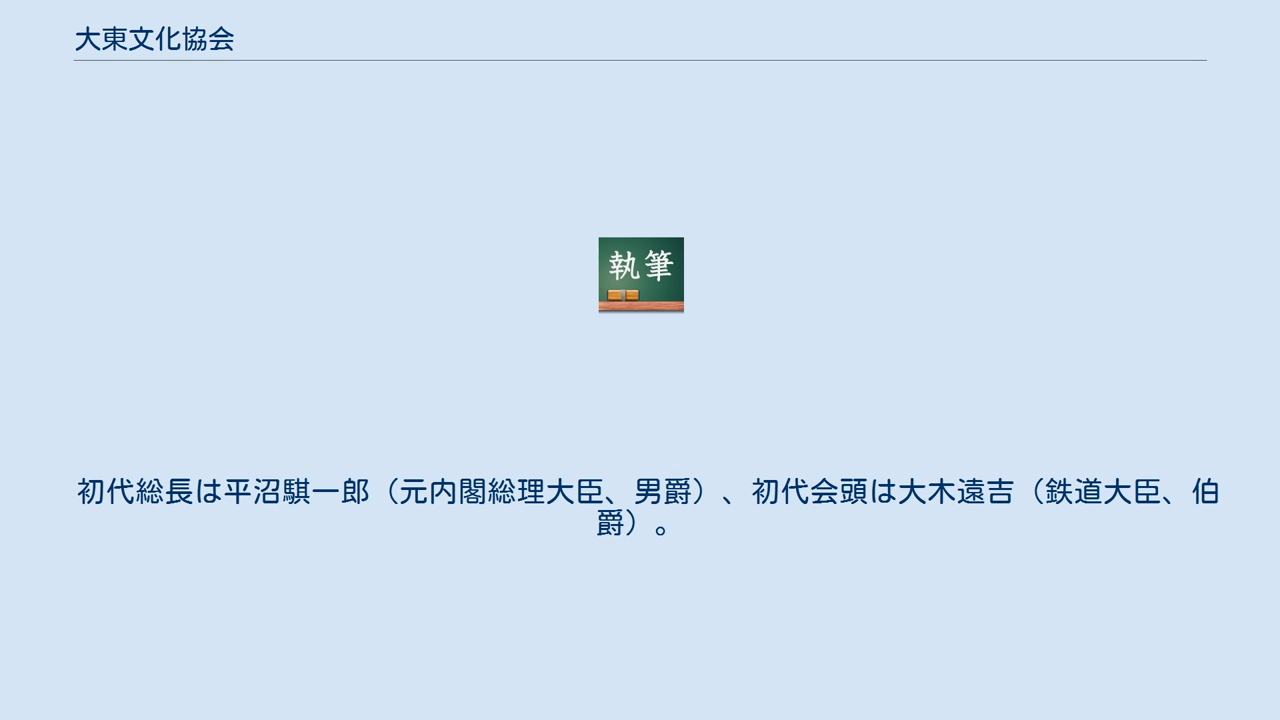 大東文化協会
執筆
初代総長は平沼騏一郎（元内閣総理大臣、男爵）、初代会頭は大木遠吉（鉄道大臣、伯
爵）。